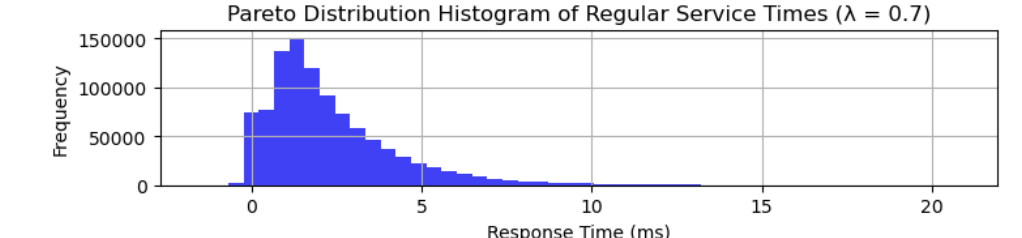 Pareto Distribution Histogram of Regular Service Times (λ = 0.7)
150000
100000
50000
0
Frequency
0 5 10 15 20
Response Time (ms)